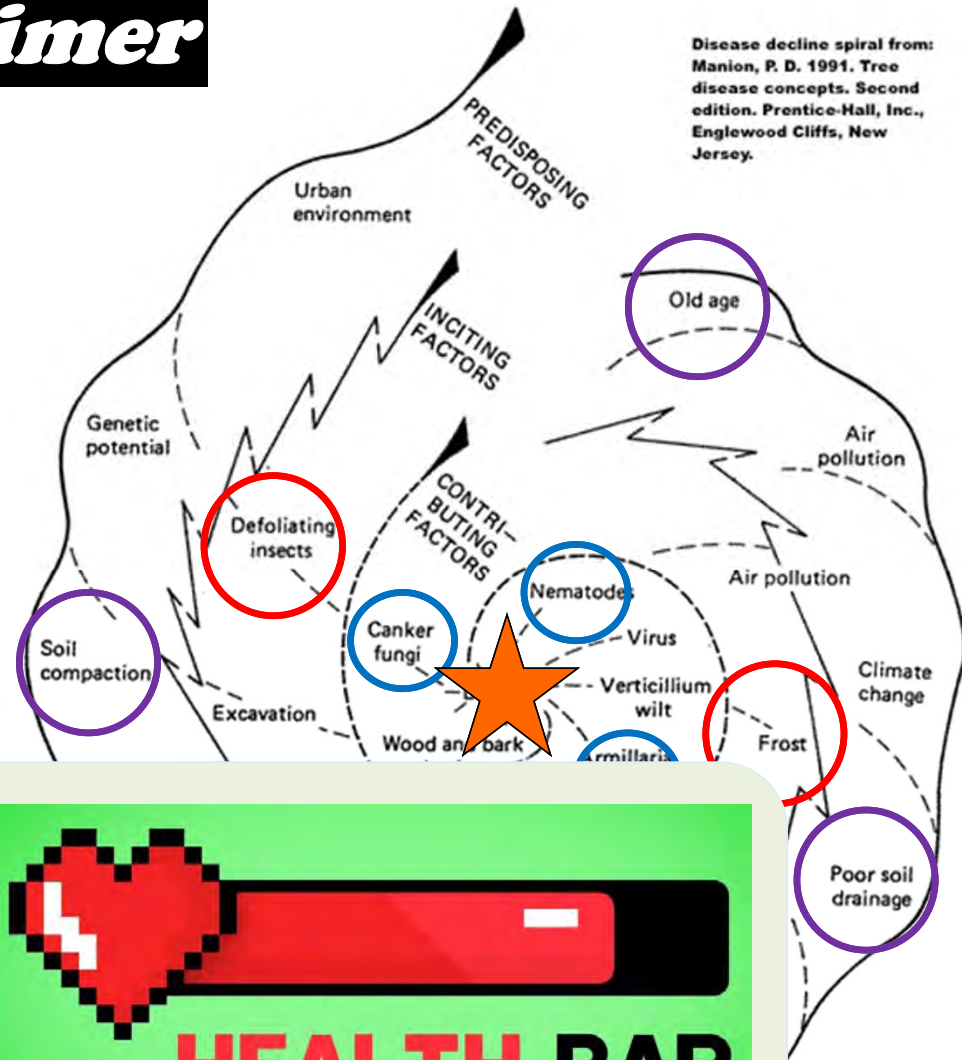 imer
Disease decline spiral from:
Manion, P. D. 1991. Tree
disease concepts. Second
edition. Prentice-Hall, Inc.,
Englewood Cliffs, New
Jersey.
PREDISPOSING
FACTORS
Urban
environment
Old age
INCITING
FACTORS
Genetic
potential
Air
pollution
CONTRI-
BUTING
FACTORS
Defoliating
insects
Air pollution
Nematodes
Canker
fungi
Virus
Soil
compaction
Verticillium
wilt
Climate
change
Excavation
Wood and bark
Frost
Armillaria
Poor soil
drainage
HEALTH BAR